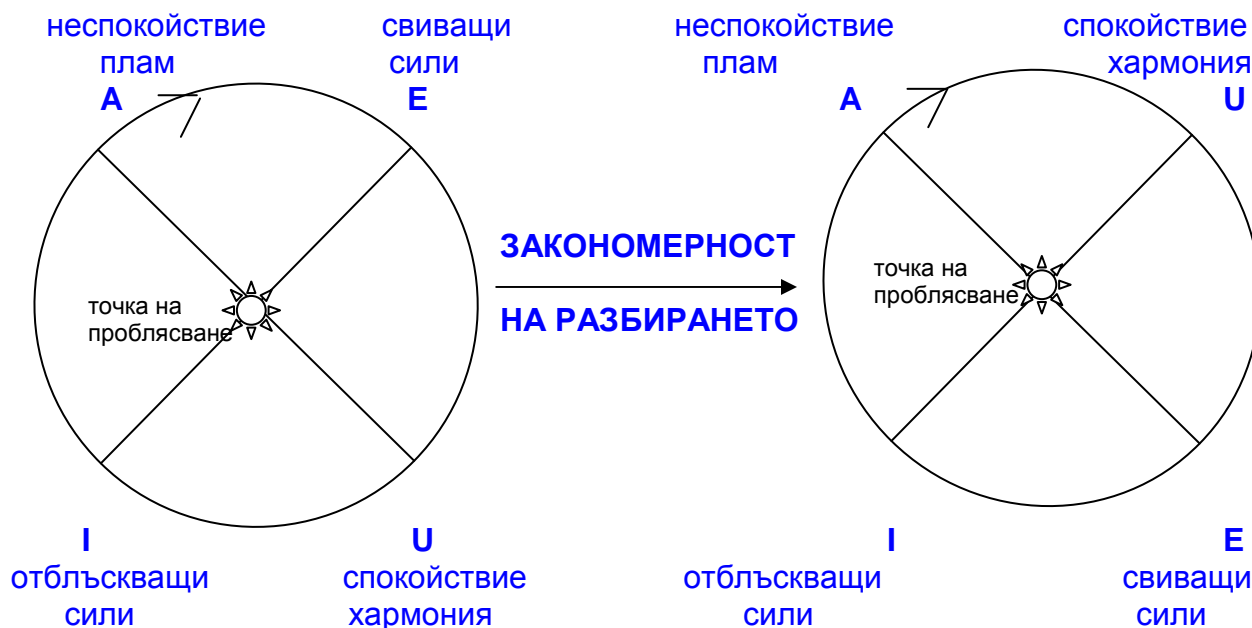 неспокойствие
плам
A
свиващи
сили
E
точка на
проблясване
I
отблъскващи
сили
U
спокойствие
хармония
ЗАКОНОМЕРНОСТ
НА РАЗБИРАНЕТО
неспокойствие
плам
A
спокойствие
хармония
U
точка на
проблясване
I
отблъскващи
сили
E
свиващи
сили